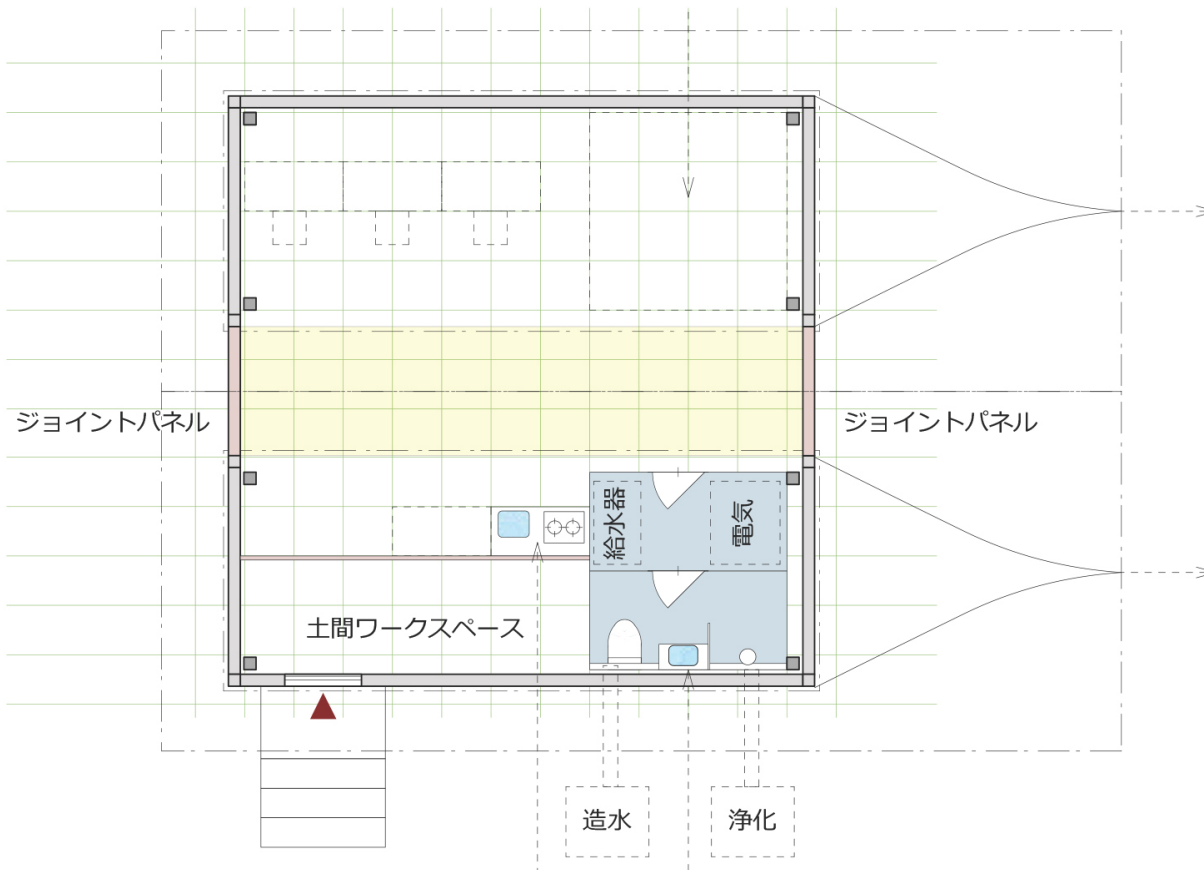 ジョイントパネル
ジョイントパネル
給水器
電気
土間ワークスペース
造水
浄化